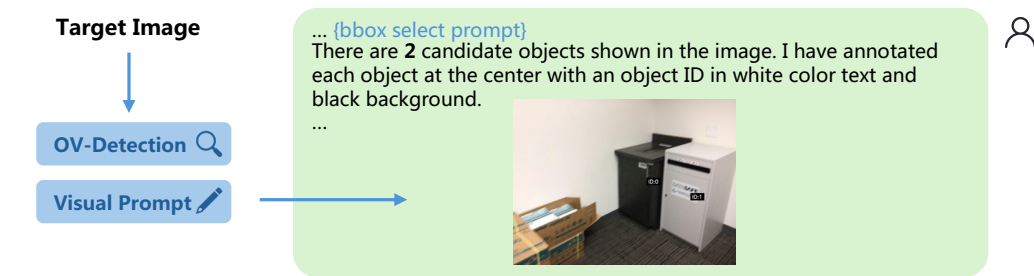 Target Image
OV-Detection
Visual Prompt
... {bbox select prompt}
There are 2 candidate objects shown in the image. I have annotated
each object at the center with an object ID in white color text and
black background.
...
ID:0
ID:1